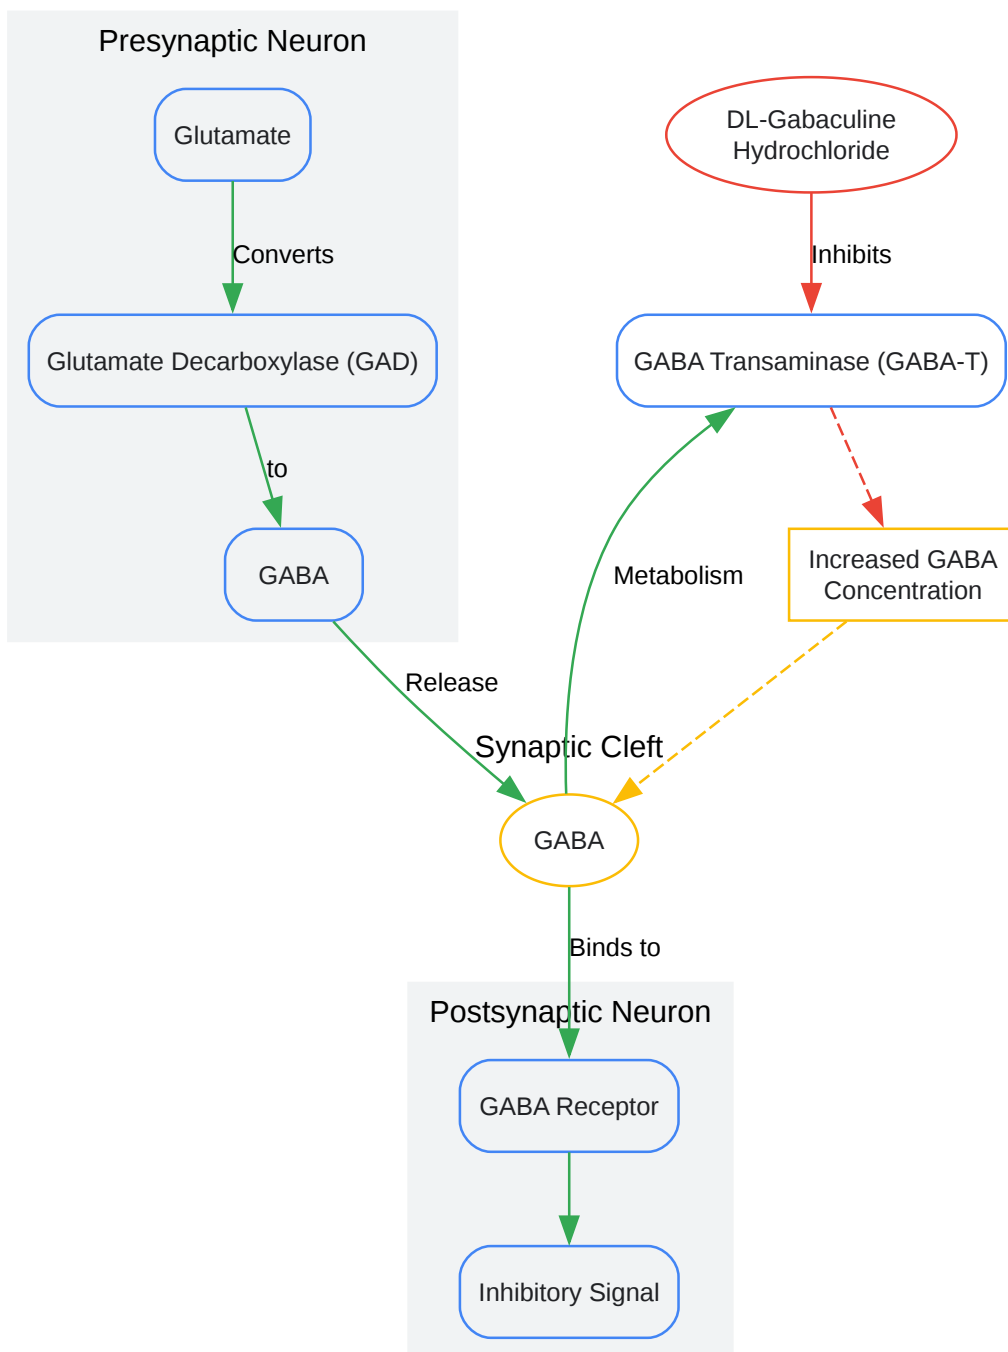 Presynaptic Neuron
Glutamate
DL-Gabaculine
Hydrochloride
Converts
Inhibits
Glutamate Decarboxylase (GAD)
GABA Transaminase (GABA-T)
to
GABA
Metabolism
Increased GABA
Concentration
Release
Synaptic Cleft
GABA
Binds to
Postsynaptic Neuron
GABA Receptor
Inhibitory Signal